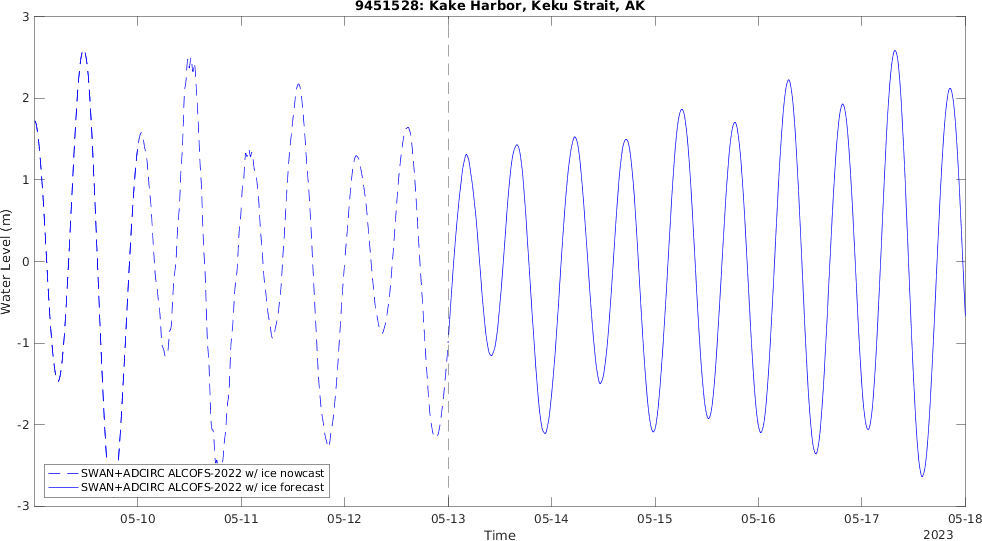 9451528: Kake Harbor, Keku Strait, AK
3
2
1
0
-1
-2
-3
Water Level (m)
SWAN+ADCIRC ALCOFS-2022 w/ ice nowcast
SWAN+ADCIRC ALCOFS-2022 w/ ice forecast
05-10 05-11 05-12 05-13 05-14 05-15 05-16 05-17 05-18
Time
2023